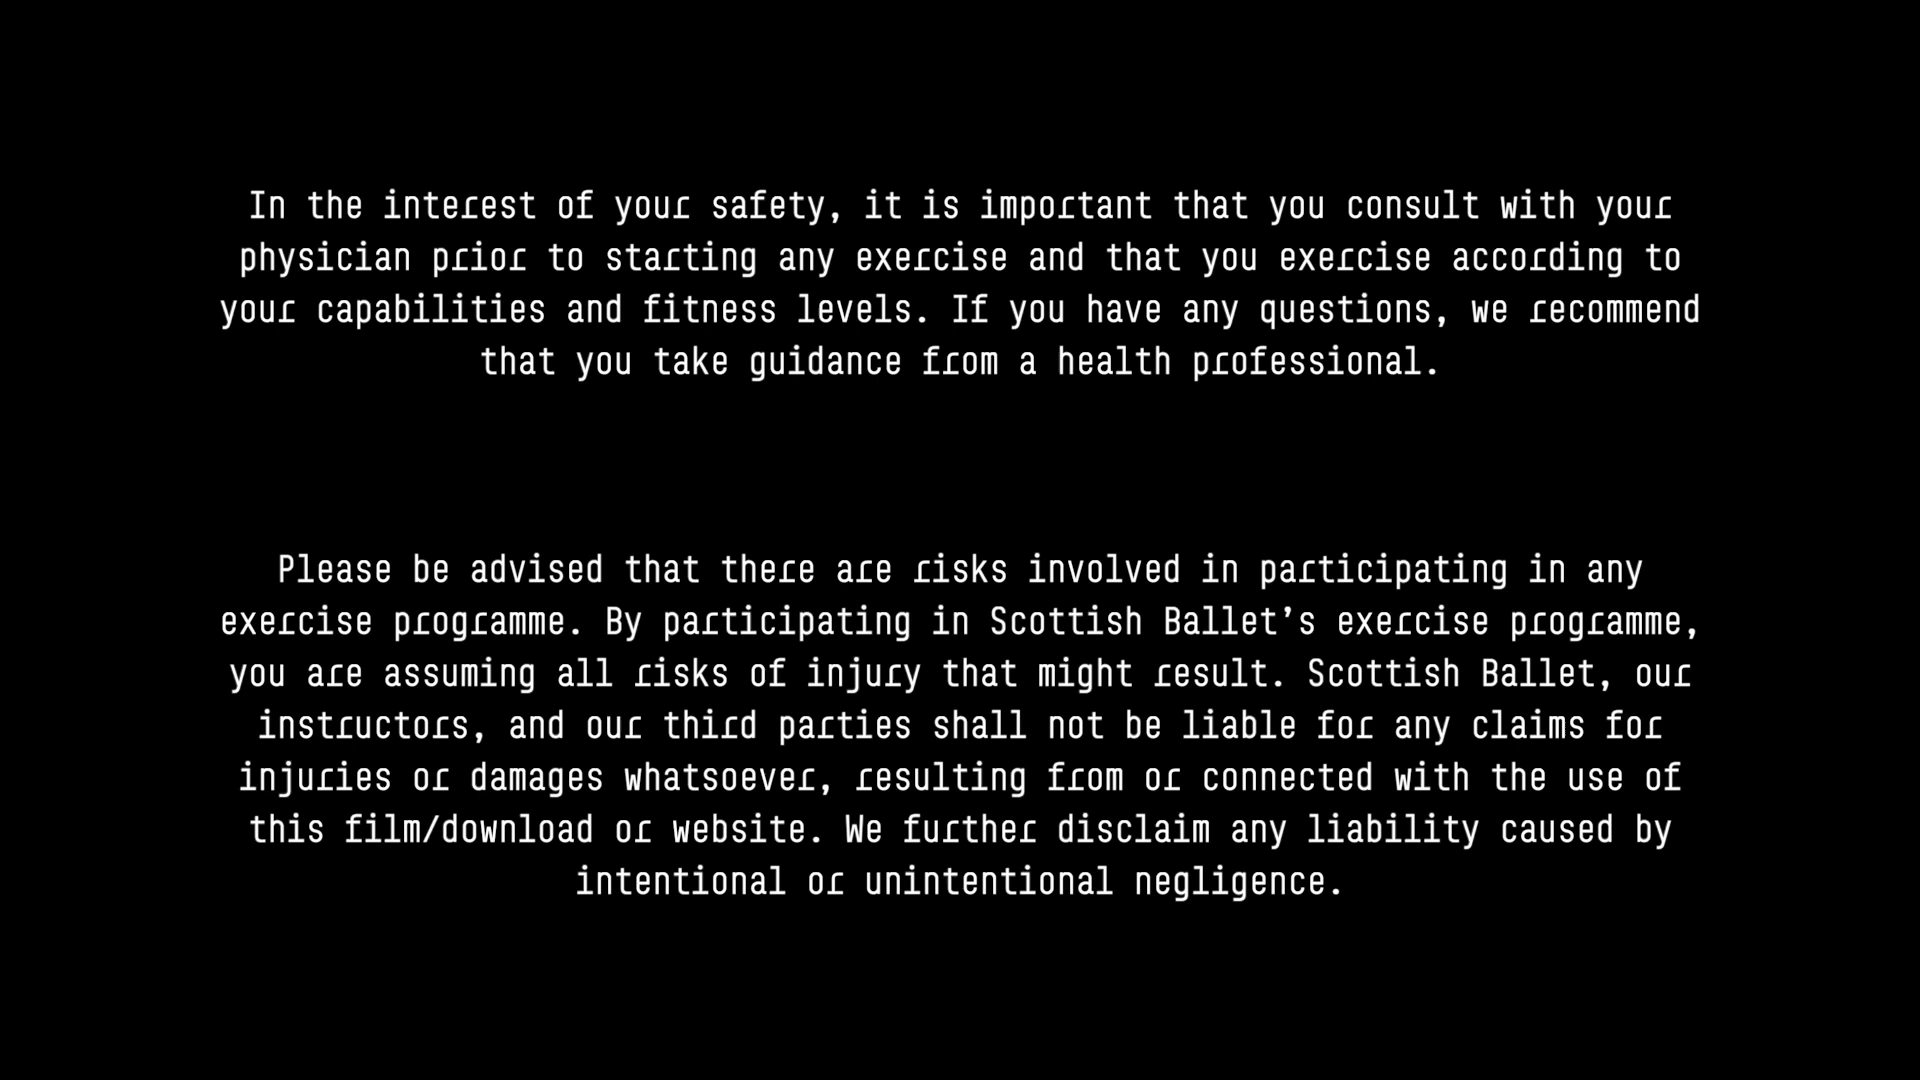 In the interest of your safety, it is important that you consult with your
physician prior to starting any exercise and that you exercise according to
your capabilities and fitness levels. If you have any questions, we recommend
that you take guidance from a health professional.
Please be advised that there are risks involved in participating in any
exercise programme. By participating in Scottish Ballet’s exercise programme,
you are assuming all risks of injury that might result. Scottish Ballet, our
instructors, and our third parties shall not be liable for any claims for
injuries or damages whatsoever, resulting from or connected with the use of
this film/download or website. We further disclaim any liability caused by
intentional or unintentional negligence.